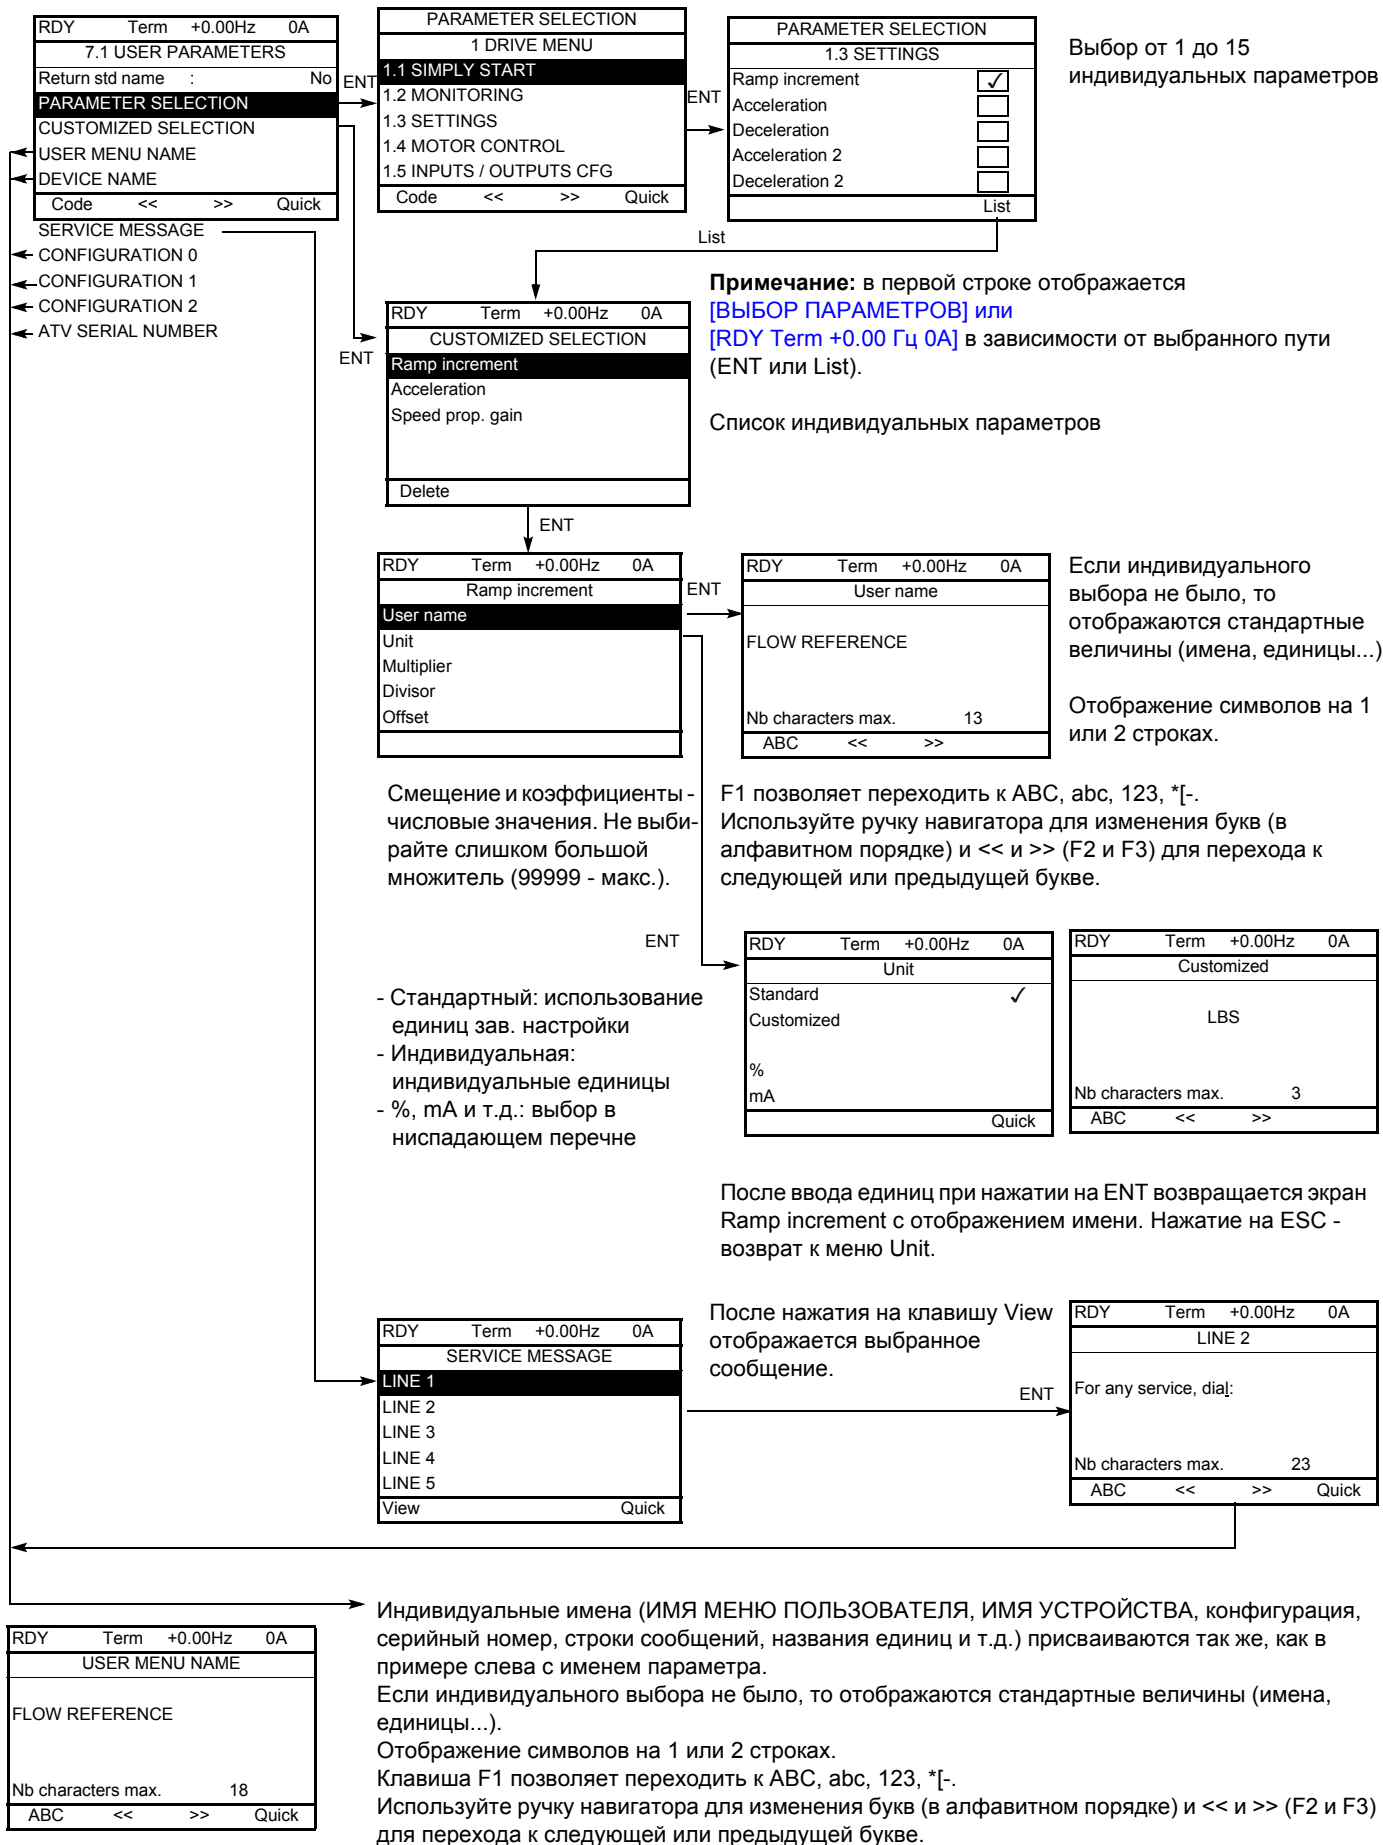 RDY Term +0.00Hz 0A
7.1 USER PARAMETERS
Return std name : No
PARAMETER SELECTION
CUSTOMIZED SELECTION
USER MENU NAME
DEVICE NAME
Code << >> Quick
SERVICE MESSAGE
CONFIGURATION 0
CONFIGURATION 1
CONFIGURATION 2
ATV SERIAL NUMBER
ENT
PARAMETER SELECTION
1 DRIVE MENU
1.1 SIMPLY START
1.2 MONITORING
1.3 SETTINGS
1.4 MOTOR CONTROL
1.5 INPUTS / OUTPUTS CFG
Code << >> Quick
ENT
PARAMETER SELECTION
1.3 SETTINGS
Ramp increment ✓
Acceleration
Deceleration
Acceleration 2
Deceleration 2
List
Выбор от 1 до 15
индивидуальных параметров
List
ENT
RDY Term +0.00Hz 0A
CUSTOMIZED SELECTION
Ramp increment
Acceleration
Speed prop. gain
Delete
Примечание: в первой строке отображается
[ВЫБОР ПАРАМЕТРОВ] или
[RDY Term +0.00 Гц 0A] в зависимости от выбранного пути
(ENT или List).
Список индивидуальных параметров
ENT
RDY Term +0.00Hz 0A
Ramp increment
User name
Unit
Multiplier
Divisor
Offset
ENT
RDY Term +0.00Hz 0A
User name
FLOW REFERENCE
Nb characters max. 13
ABC << >>
Если индивидуального
выбора не было, то
отображаются стандартные
величины (имена, единицы...)
Отображение символов на 1
или 2 строках.
Смещение и коэффициенты -
числовые значения. Не выби-
райте слишком большой
множитель (99999 - макс.).
F1 позволяет переходить к ABC, abc, 123, *[-.
Используйте ручку навигатора для изменения букв (в
алфавитном порядке) и << и >> (F2 и F3) для перехода к
следующей или предыдущей букве.
ENT
- Стандартный: использование
единиц зав. настройки
- Индивидуальная:
индивидуальные единицы
- %, mA и т.д.: выбор в
ниспадающем перечне
RDY Term +0.00Hz 0A
Unit
Standard ✓
Customized
%
mA
Quick
RDY Term +0.00Hz 0A
Customized
LBS
Nb characters max. 3
ABC << >>
После ввода единиц при нажатии на ENT возвращается экран
Ramp increment с отображением имени. Нажатие на ESC -
возврат к меню Unit.
RDY Term +0.00Hz 0A
SERVICE MESSAGE
LINE 1
LINE 2
LINE 3
LINE 4
LINE 5
View Quick
После нажатия на клавишу View
отображается выбранное
сообщение.
ENT
RDY Term +0.00Hz 0A
LINE 2
For any service, dial:
Nb characters max. 23
ABC << >> Quick
RDY Term +0.00Hz 0A
USER MENU NAME
FLOW REFERENCE
Nb characters max. 18
ABC << >> Quick
Индивидуальные имена (ИМЯ МЕНЮ ПОЛЬЗОВАТЕЛЯ, ИМЯ УСТРОЙСТВА, конфигурация,
серийный номер, строки сообщений, названия единиц и т.д.) присваиваются так же, как в
примере слева с именем параметра.
Если индивидуального выбора не было, то отображаются стандартные величины (имена,
единицы...).
Отображение символов на 1 или 2 строках.
Клавиша F1 позволяет переходить к ABC, abc, 123, *[-.
Используйте ручку навигатора для изменения букв (в алфавитном порядке) и << и >> (F2 и F3)
для перехода к следующей или предыдущей букве.